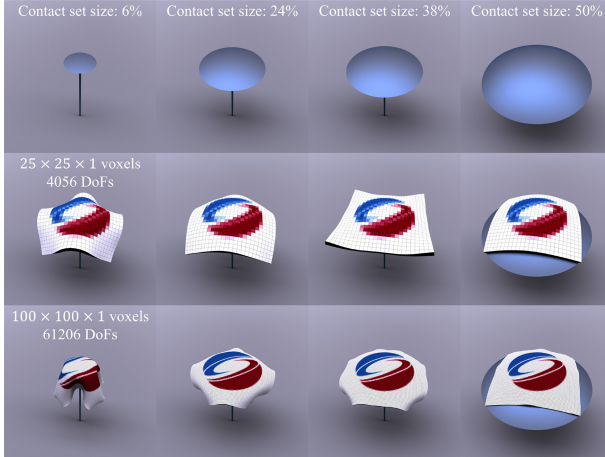 Contact set size: 6%
Contact set size: 24%
Contact set size: 38%
Contact set size: 50%
25 × 25 × 1 voxels
4056 DoFs
100 × 100 × 1 voxels
61206 DoFs